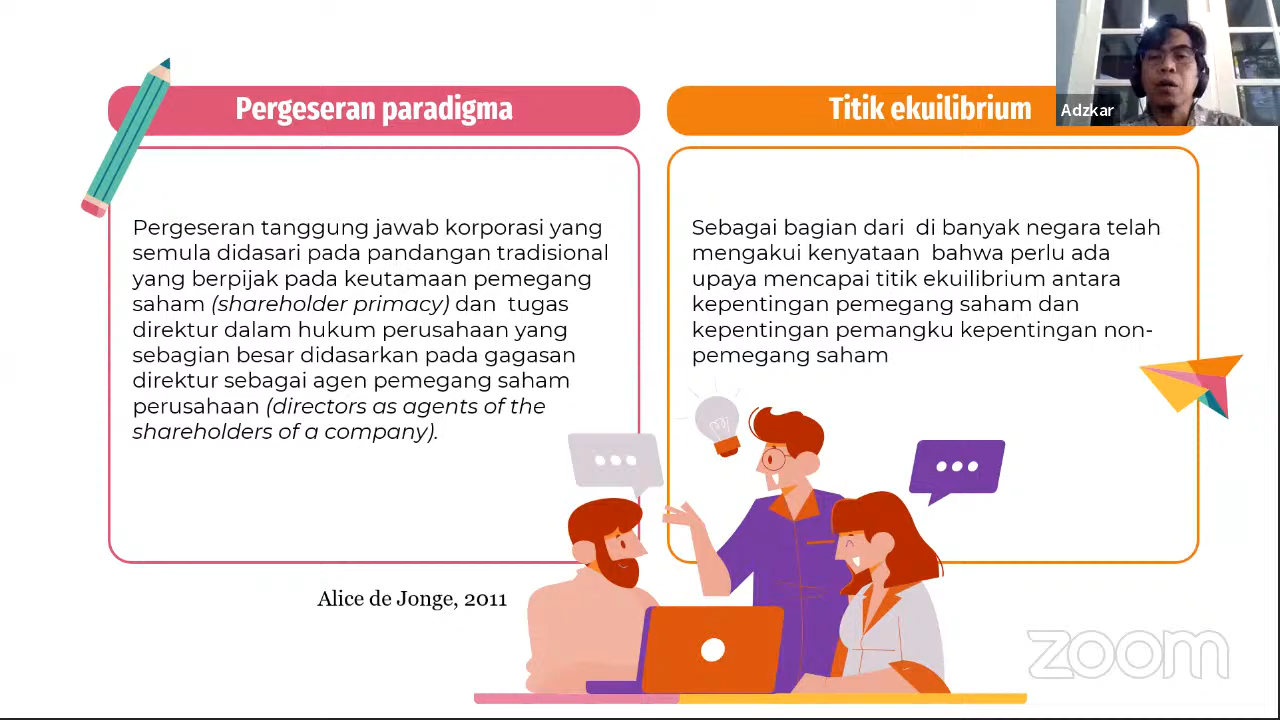 Pergeseran paradigma
Pergeseran tanggung jawab korporasi yang
semula didasari pada pandangan tradisional
yang berpijak pada keutamaan pemegang
saham (shareholder primacy) dan  tugas
direktur dalam hukum perusahaan yang
sebagian besar didasarkan pada gagasan
direktur sebagai agen pemegang saham
perusahaan (directors as agents of the
shareholders of a company).
Alice de Jonge, 2011
Titik ekuilibrium
Sebagai bagian dari  di banyak negara telah
mengakui kenyataan  bahwa perlu ada
upaya mencapai titik ekuilibrium antara
kepentingan pemegang saham dan
kepentingan pemangku kepentingan non-
pemegang saham
Adzkar
zoom